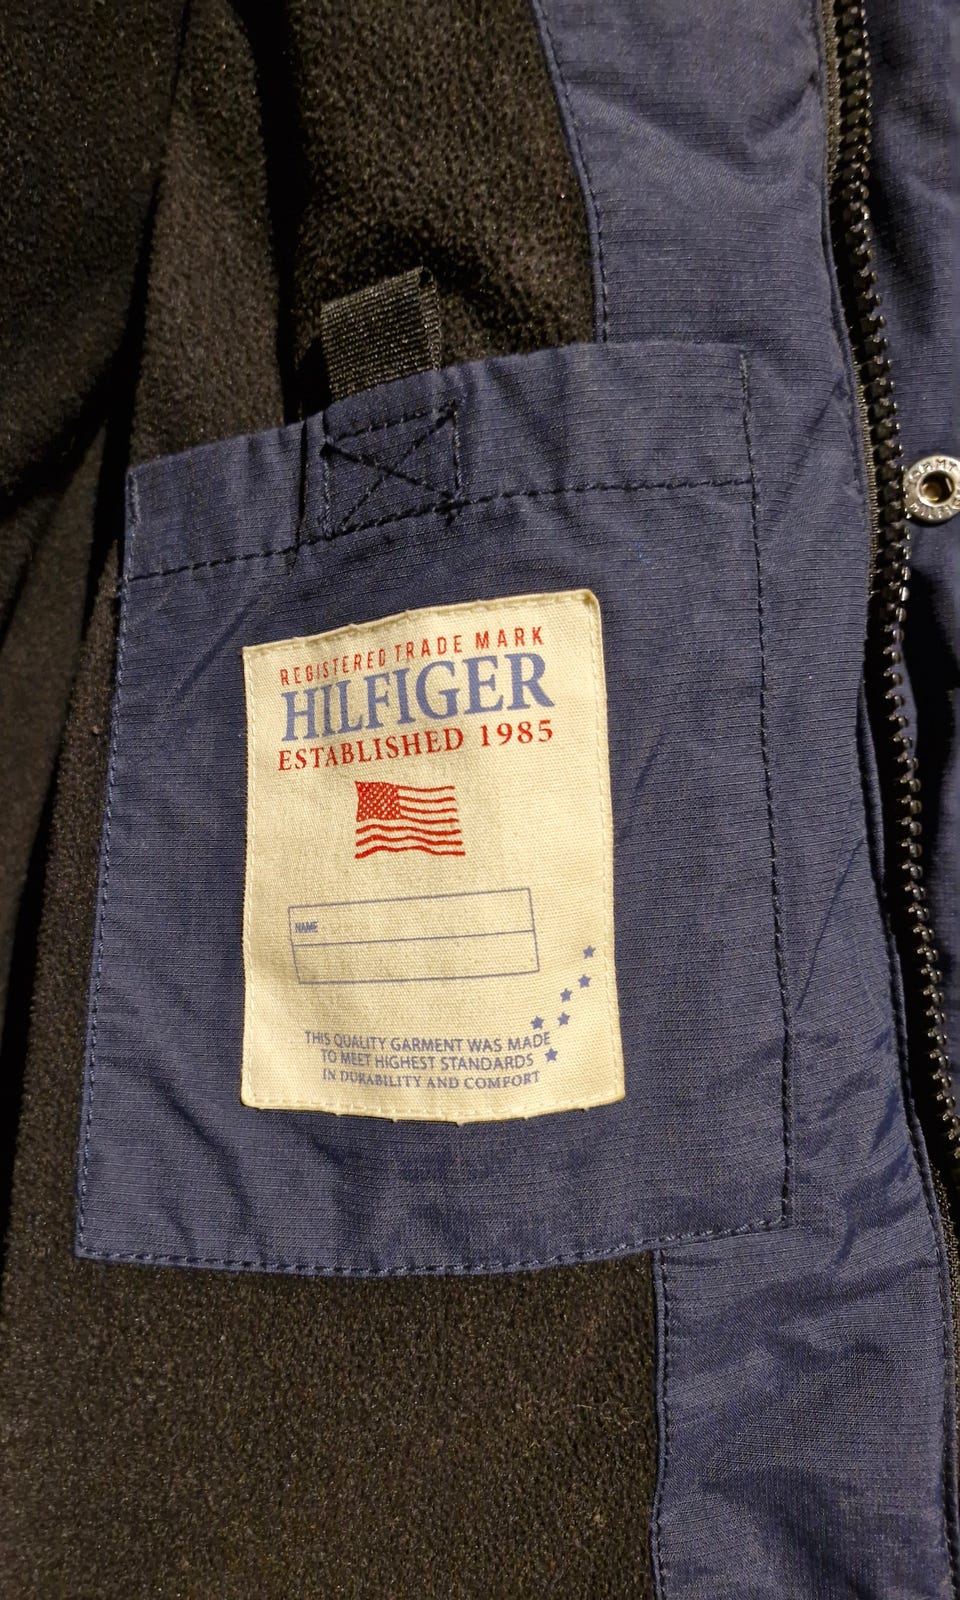 REGISTERED TRADE MARK
HILFIGER
ESTABLISHED 1985
NAME
THIS QUALITY GARMENT WAS MADE
TO MEET HIGHEST STANDARDS
IN DURABILITY AND COMFORT